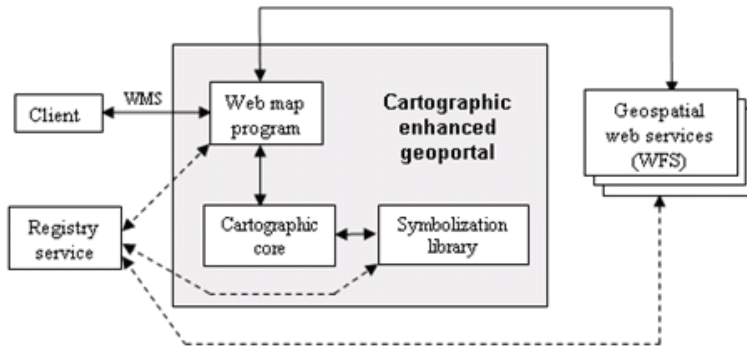 Client
WMS
Web map
program
Cartographic
enhanced
geoportal
Geospatial
web services
(WFS)
Registry
service
Cartographic
core
Symbolization
library